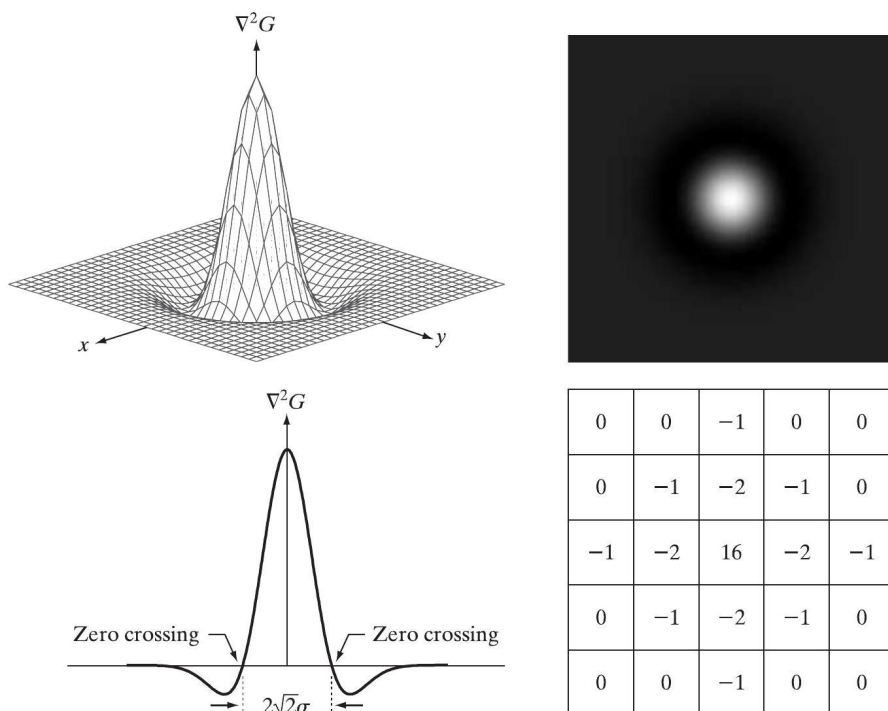 ∇²G
x
y
∇²G
Zero crossing
Zero crossing
2√2σ
0 0 −1 0 0
0 −1 −2 −1 0
−1 −2 16 −2 −1
0 −1 −2 −1 0
0 0 −1 0 0